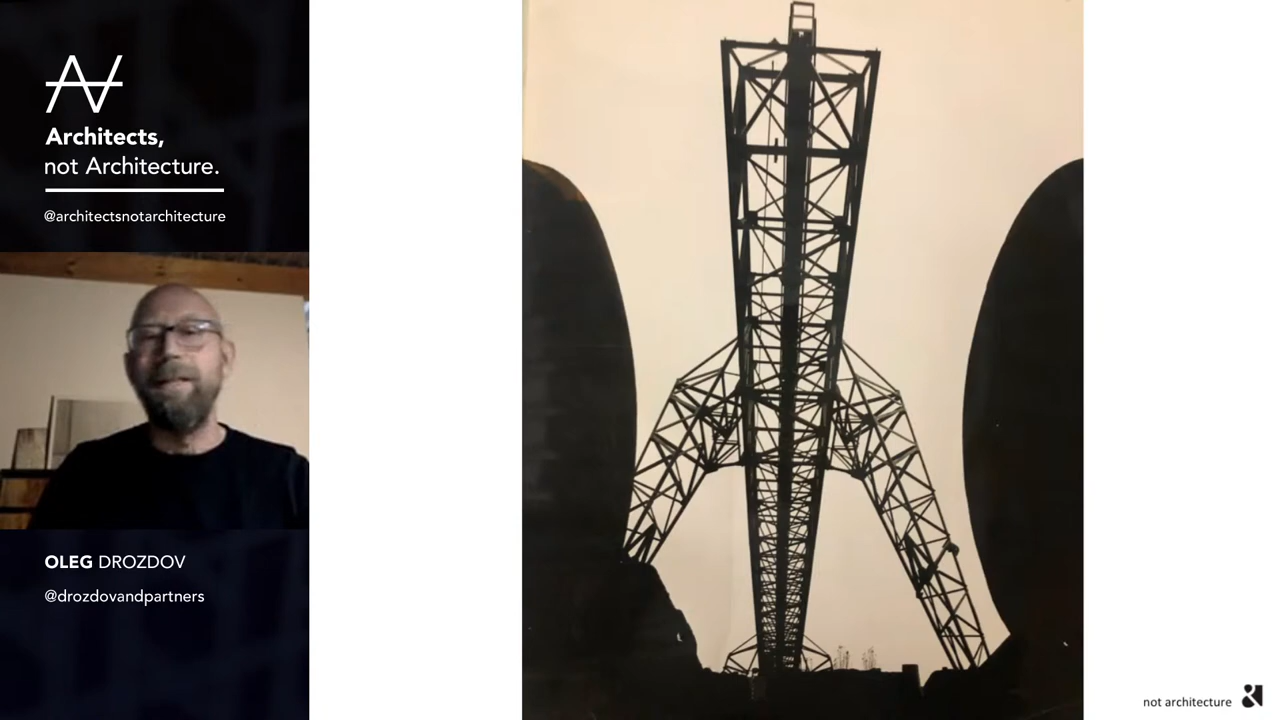 Architects,
not Architecture.
@architectsnotarchitecture
OLEG DROZDOV
@drozdovandpartners
not architecture &